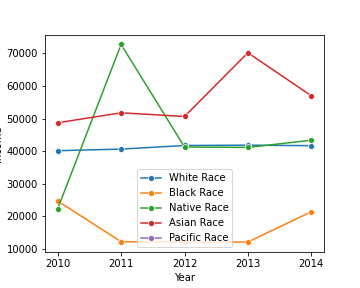 70000
60000
50000
40000
30000
20000
10000
White Race
Black Race
Native Race
Asian Race
Pacific Race
2010 2011 2012 2013 2014
Year